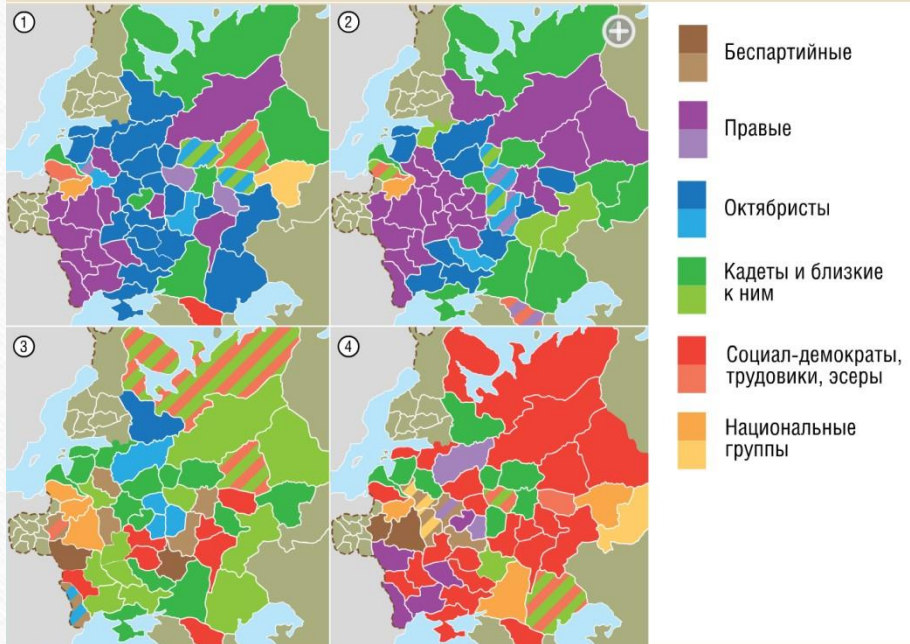 1
2
Беспартийные
Правые
Октябристы
Кадеты и близкие
к ним
3
4
Социал-демократы,
трудовики, эсеры
Национальные
группы